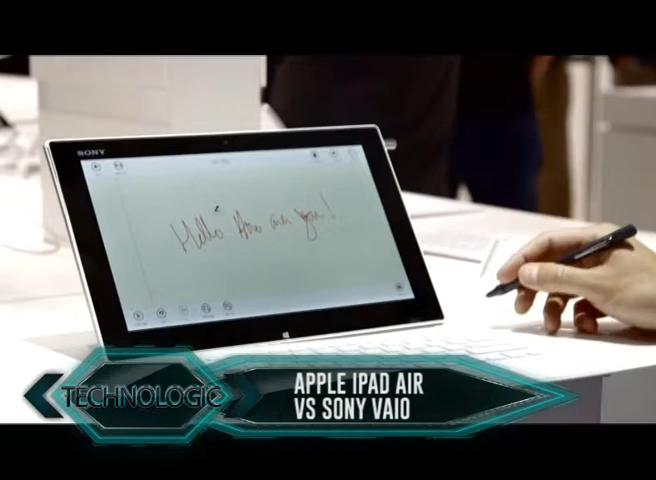 SONY
Hello How are you!
TECHNOLOGIC
APPLE IPAD AIR
VS SONY VAIO